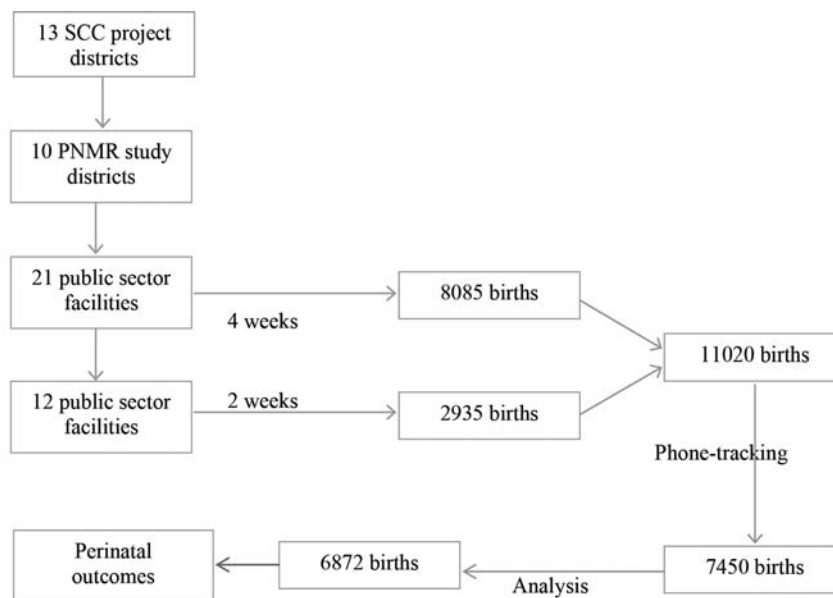 13 SCC project
districts
10 PNMR study
districts
21 public sector
facilities
4 weeks
8085 births
11020 births
12 public sector
facilities
2 weeks
2935 births
Phone-tracking
Perinatal
outcomes
6872 births
Analysis
7450 births